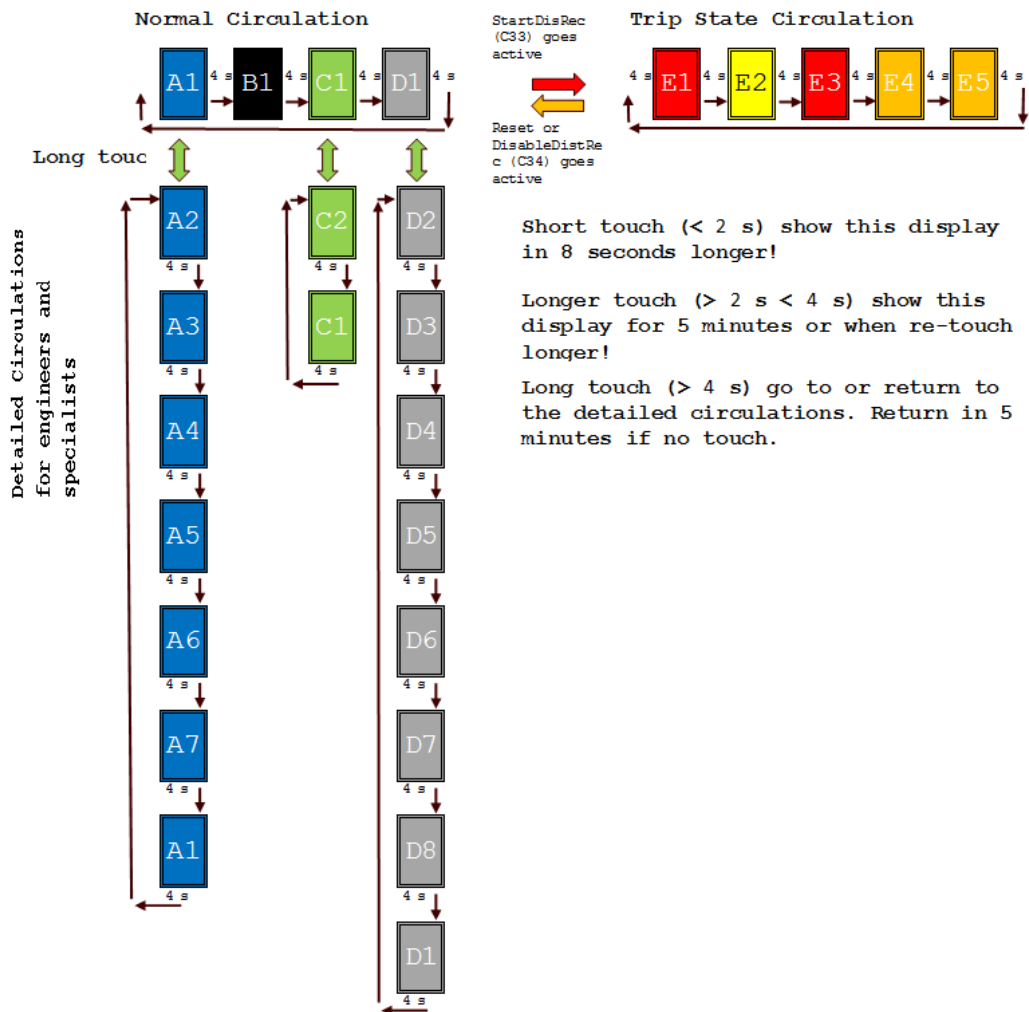 Normal Circulation
StartDisRec
(C33) goes
active
Trip State Circulation
A1 4 s B1 4 s C1 4 s D1 4 s
4 s E1 4 s E2 4 s E3 4 s E4 4 s E5 4 s
Reset or
DisableDistRe
c (C34) goes
active
Long touc
Detailed Circulations
for engineers and
specialists
A2
4 s
A3
4 s
A4
4 s
A5
4 s
A6
4 s
A7
4 s
A1
4 s
C2
4 s
C1
4 s
D2
4 s
D3
4 s
D4
4 s
D5
4 s
D6
4 s
D7
4 s
D8
4 s
D1
4 s
Short touch (< 2 s) show this display
in 8 seconds longer!
Longer touch (> 2 s < 4 s) show this
display for 5 minutes or when re-touch
longer!
Long touch (> 4 s) go to or return to
the detailed circulations. Return in 5
minutes if no touch.